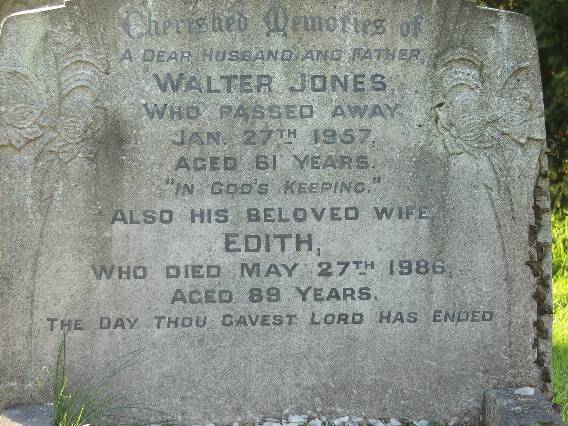 Cherished Memories of
A DEAR HUSBAND AND FATHER,
WALTER JONES,
WHO PASSED AWAY
JAN. 27TH 1957,
AGED 61 YEARS.
"IN GOD'S KEEPING."
ALSO HIS BELOVED WIFE
EDITH,
WHO DIED MAY 27TH 1986,
AGED 89 YEARS.
THE DAY THOU GAVEST LORD HAS ENDED